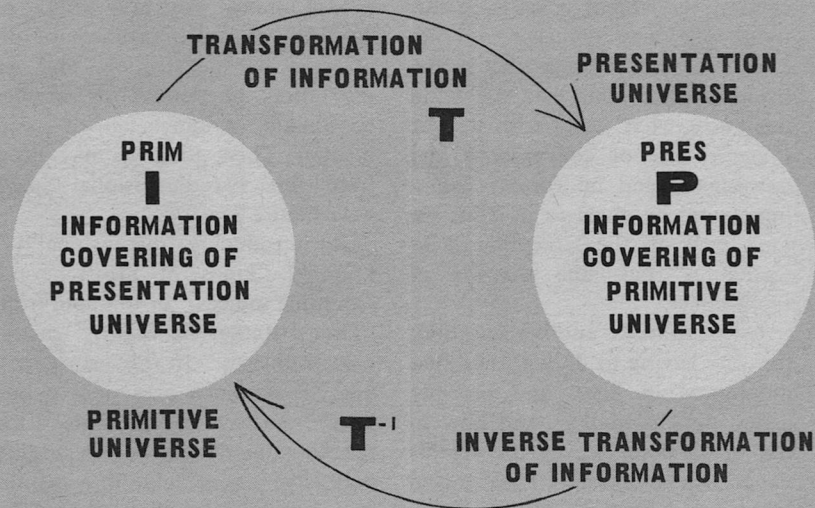 TRANSFORMATION
OF INFORMATION
T
PRESENTATION
UNIVERSE
PRIM
I
INFORMATION
COVERING OF
PRESENTATION
UNIVERSE
PRES
P
INFORMATION
COVERING OF
PRIMITIVE
UNIVERSE
PRIMITIVE
UNIVERSE
T-1
INVERSE TRANSFORMATION
OF INFORMATION